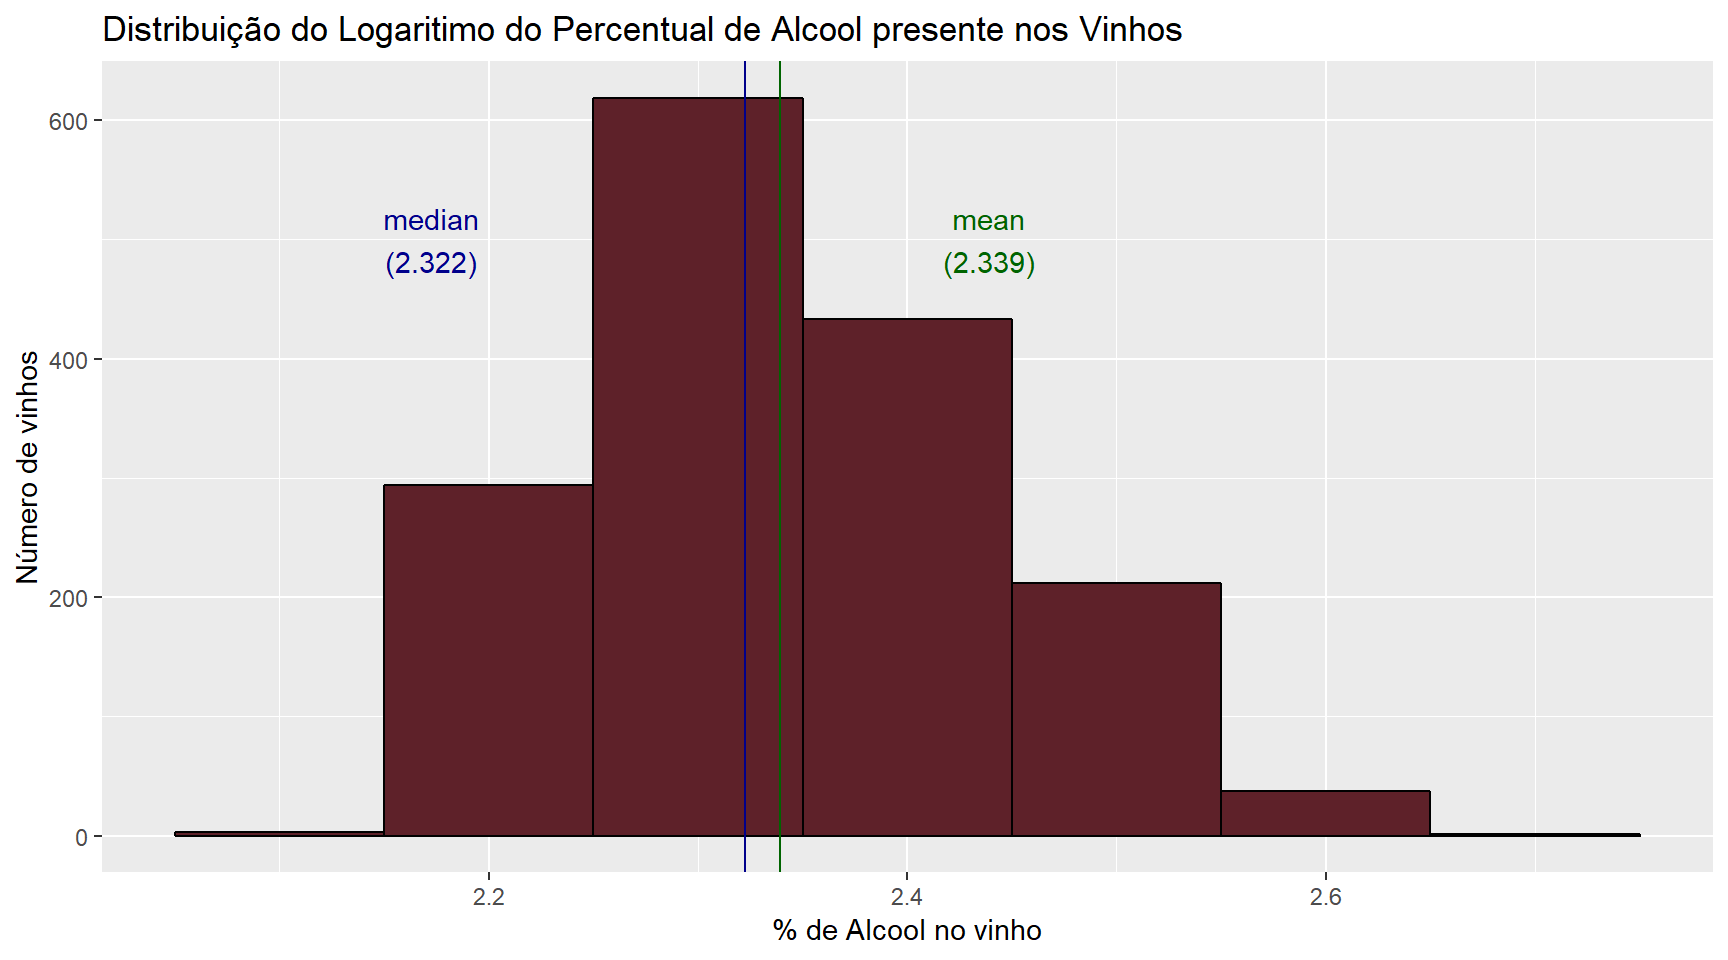 Distribuição do Logaritimo do Percentual de Alcool presente nos Vinhos
600
400
200
0
Número de vinhos
median
(2.322)
mean
(2.339)
2.2
2.4
2.6
% de Alcool no vinho